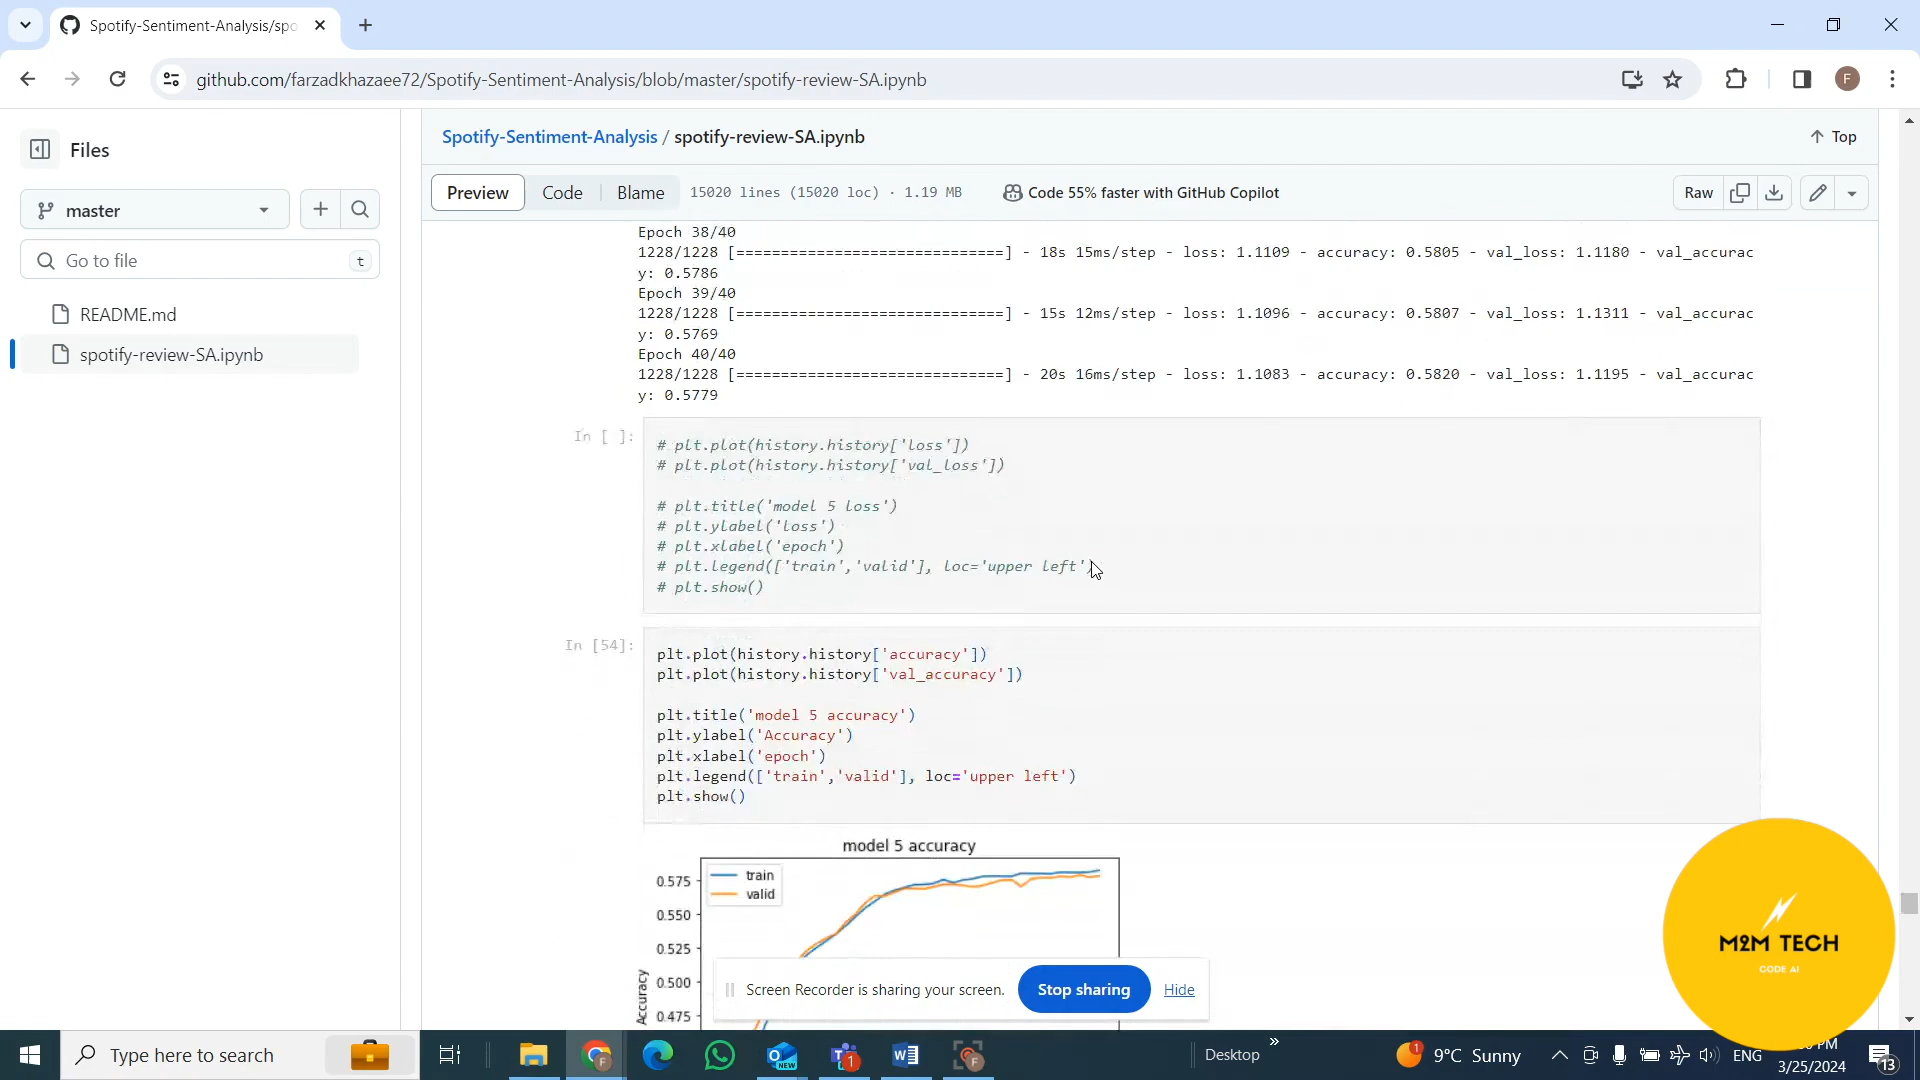 Spotify-Sentiment-Analysis/spo
github.com/farzadkhazaee72/Spotify-Sentiment-Analysis/blob/master/spotify-review-SA.ipynb
F
Files
Spotify-Sentiment-Analysis / spotify-review-SA.ipynb
Top
master
Preview
Code
Blame
15020 lines (15020 loc) · 1.19 MB
Code 55% faster with GitHub Copilot
Raw
Go to file
t
README.md
spotify-review-SA.ipynb
Epoch 38/40
1228/1228 [==============================] - 18s 15ms/step - loss: 1.1109 - accuracy: 0.5805 - val_loss: 1.1180 - val_accurac
y: 0.5786
Epoch 39/40
1228/1228 [==============================] - 15s 12ms/step - loss: 1.1096 - accuracy: 0.5807 - val_loss: 1.1311 - val_accurac
y: 0.5769
Epoch 40/40
1228/1228 [==============================] - 20s 16ms/step - loss: 1.1083 - accuracy: 0.5820 - val_loss: 1.1195 - val_accurac
y: 0.5779
In [ ]:
# plt.plot(history.history['loss'])
# plt.plot(history.history['val_loss'])
# plt.title('model 5 loss')
# plt.ylabel('loss')
# plt.xlabel('epoch')
# plt.legend(['train','valid'], loc='upper left')
# plt.show()
In [54]:
plt.plot(history.history['accuracy'])
plt.plot(history.history['val_accuracy'])
plt.title('model 5 accuracy')
plt.ylabel('Accuracy')
plt.xlabel('epoch')
plt.legend(['train','valid'], loc='upper left')
plt.show()
model 5 accuracy
train
valid
0.575
0.550
0.525
0.500
0.475
Accuracy
Screen Recorder is sharing your screen.
Stop sharing
Hide
M2M TECH
CODE AI
Type here to search
NEW
1
Desktop
1
9°C Sunny
ENG
PM
3/25/2024
13